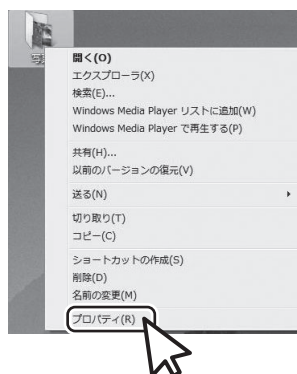 開く(O)
エクスプローラ(X)
検索(E)...
Windows Media Player リストに追加(W)
Windows Media Player で再生する(P)
共有(H)...
以前のバージョンの復元(V)
送る(N)
切り取り(T)
コピー(C)
ショートカットの作成(S)
削除(D)
名前の変更(M)
プロパティ(R)